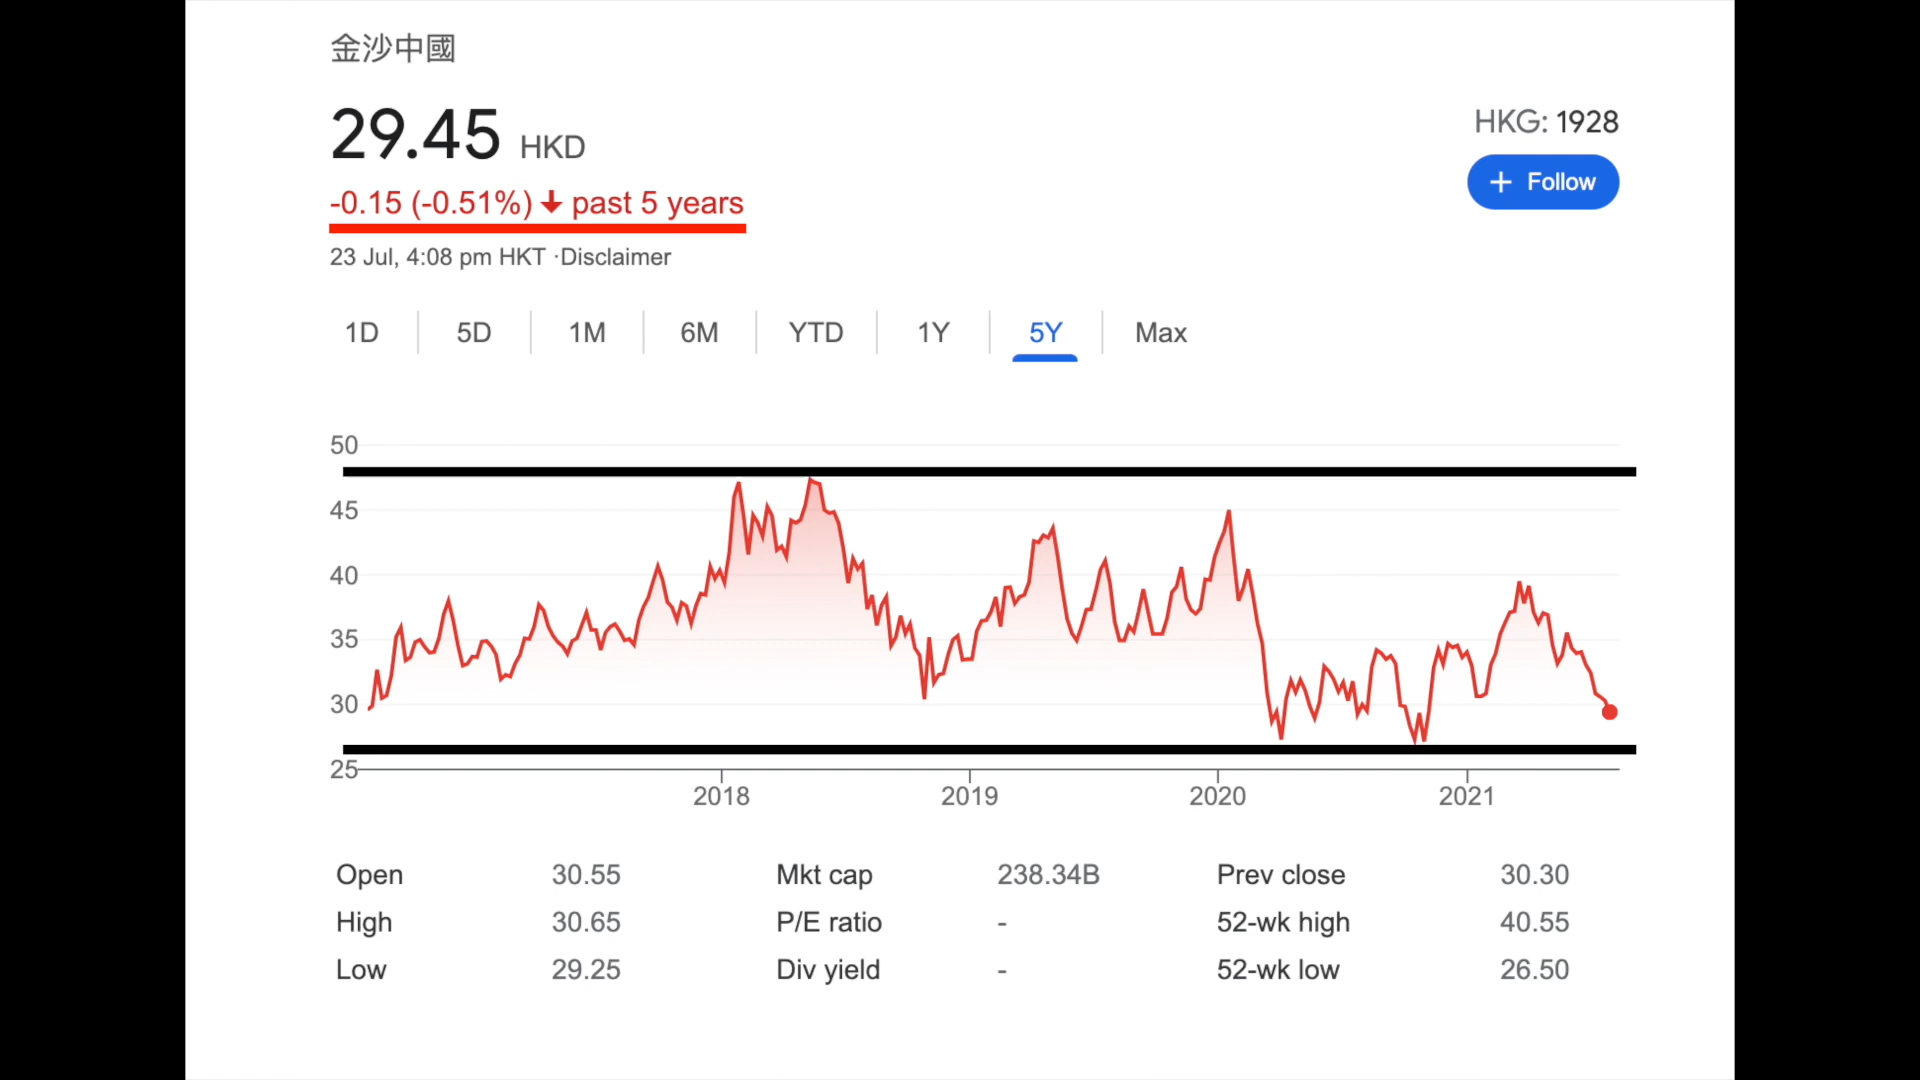 金沙中國
29.45 HKD
HKG: 1928
-0.15 (-0.51%) ↓ past 5 years
+ Follow
23 Jul, 4:08 pm HKT ·Disclaimer
1D 5D 1M 6M YTD 1Y 5Y Max
50
45
40
35
30
25
2018 2019 2020 2021
Open 30.55 Mkt cap 238.34B Prev close 30.30
High 30.65 P/E ratio - 52-wk high 40.55
Low 29.25 Div yield - 52-wk low 26.50